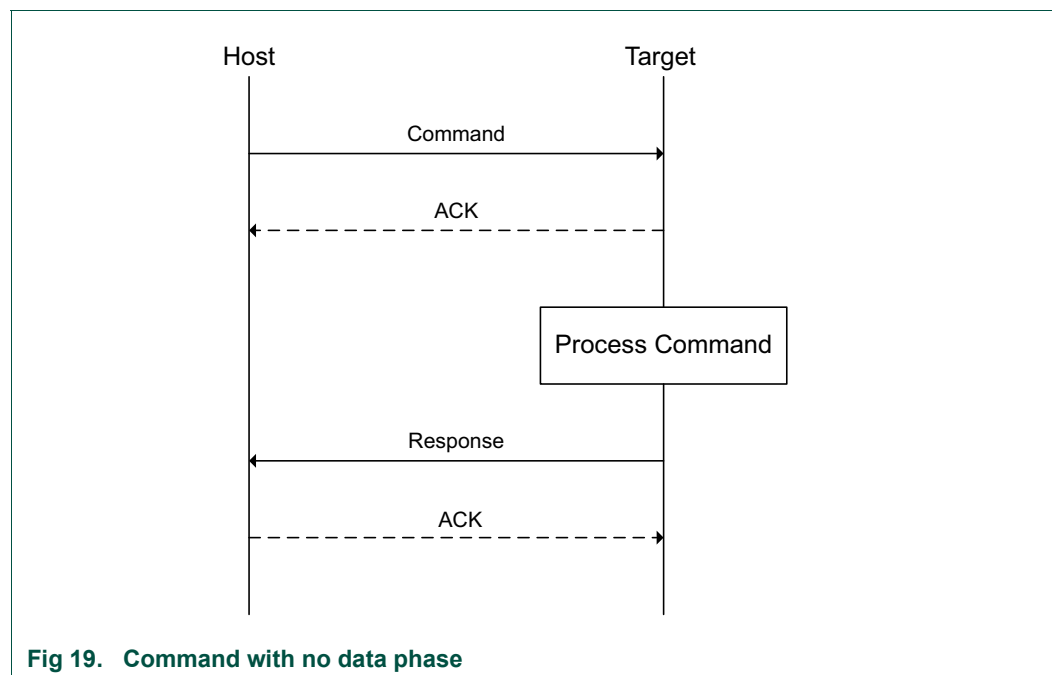 Host Target
Command
ACK
Process Command
Response
ACK
Fig 19. Command with no data phase